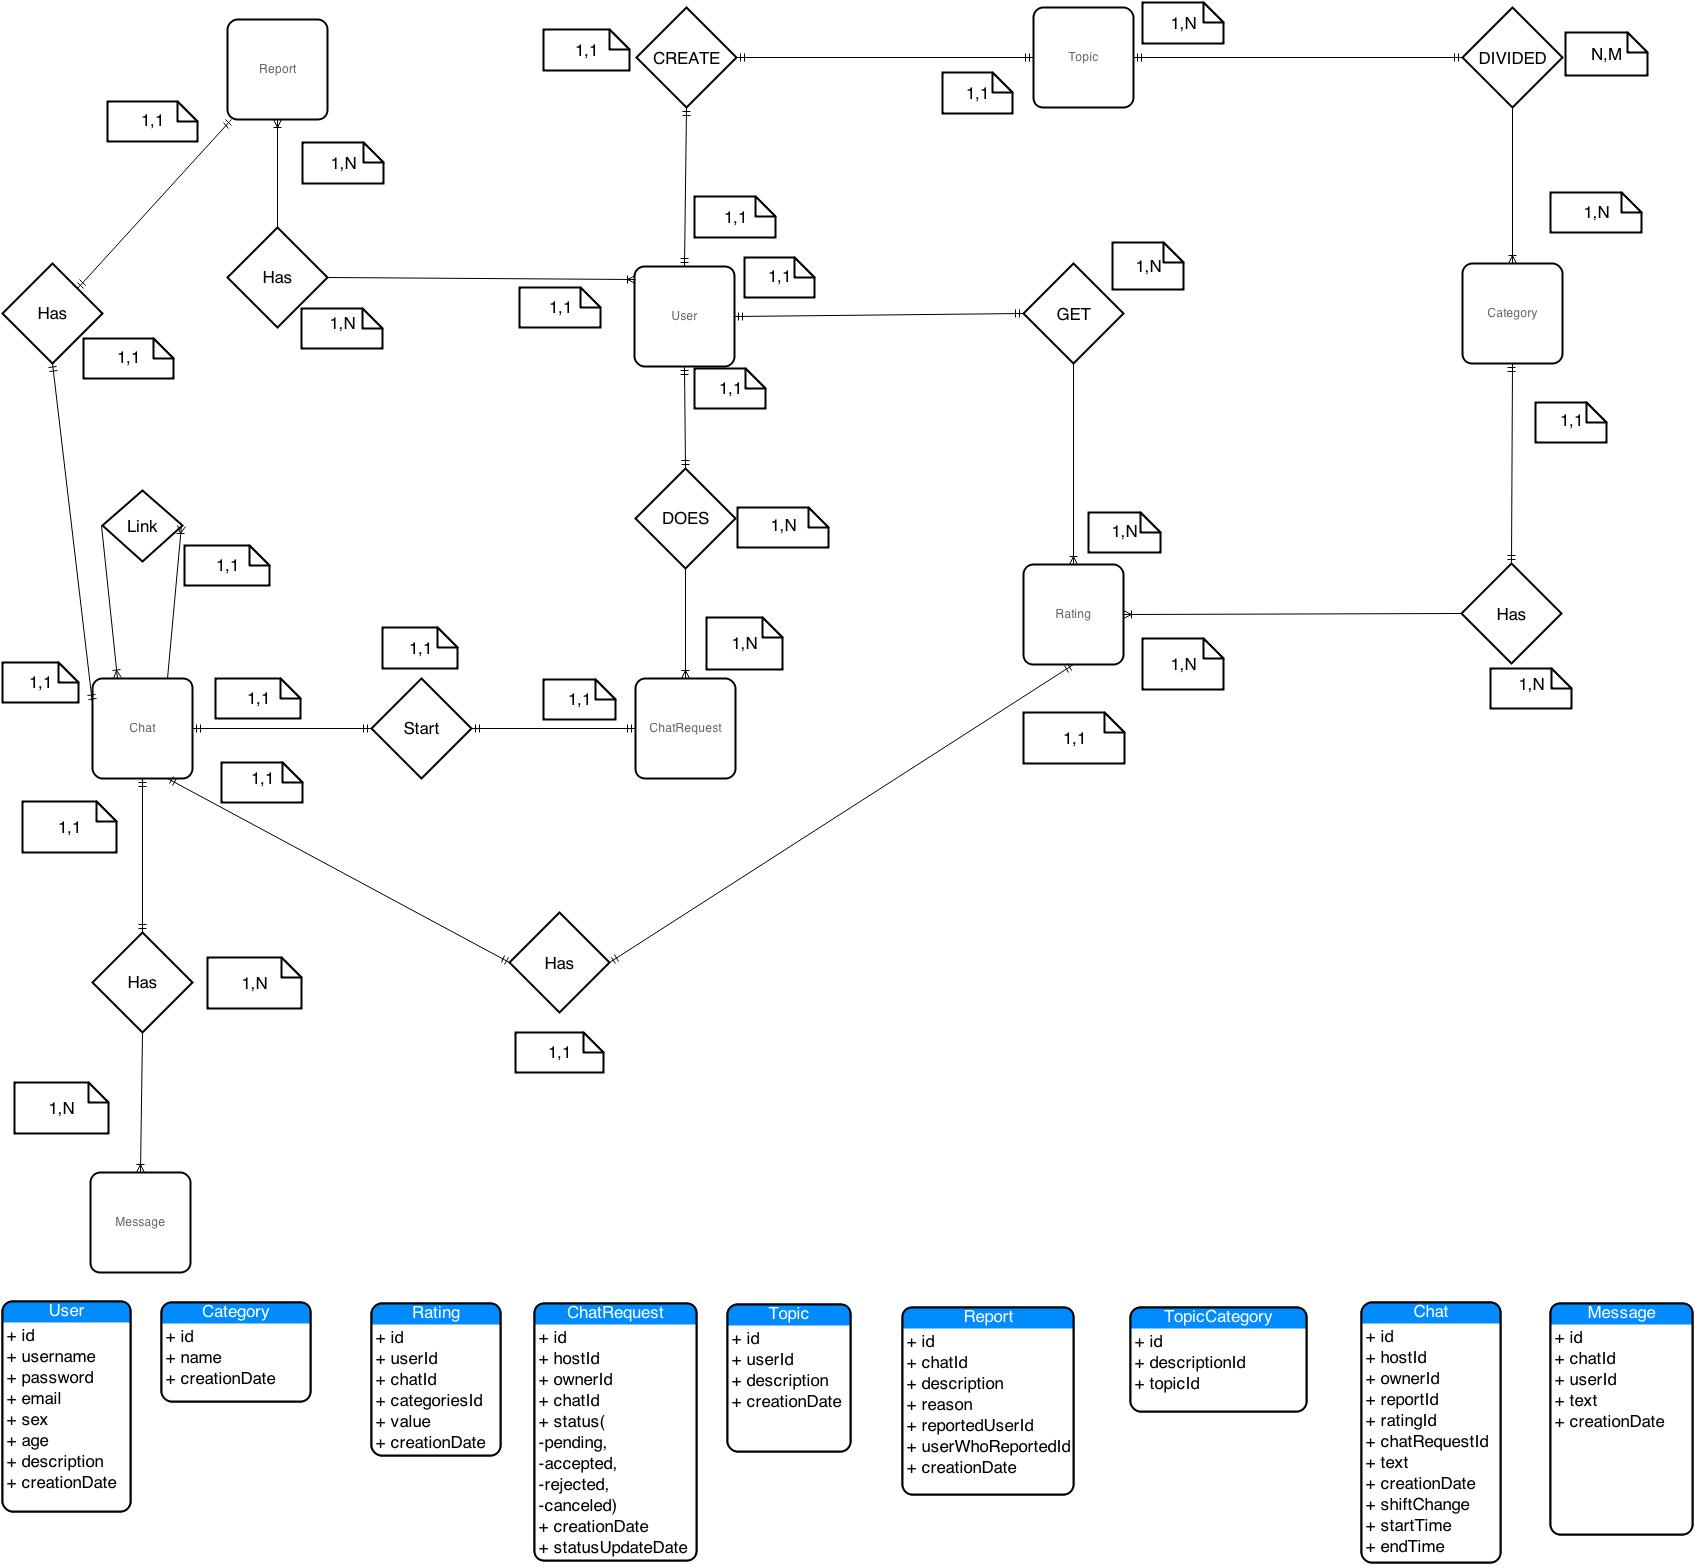 CREATE
1,1
Topic
1,N
DIVIDED
N,M
Report
1,1
1,1
1,N
1,N
1,1
Has
Has
1,N
1,1
1,1
User
1,1
GET
1,N
Category
1,1
1,1
1,1
Link
1,1
DOES
1,N
1,N
Rating
Has
1,N
1,N
1,1
1,1
1,1
1,1
1,N
Chat
Start
ChatRequest
1,1
1,1
1,1
Has
1,N
Has
1,1
1,N
Message
User
+ id
+ username
+ password
+ email
+ sex
+ age
+ description
+ creationDate
Category
+ id
+ name
+ creationDate
Rating
+ id
+ userId
+ chatId
+ categoriesId
+ value
+ creationDate
ChatRequest
+ id
+ hostId
+ ownerId
+ chatId
+ status(
-pending,
-accepted,
-rejected,
-canceled)
+ creationDate
+ statusUpdateDate
Topic
+ id
+ userId
+ description
+ creationDate
Report
+ id
+ chatId
+ description
+ reason
+ reportedUserId
+ userWhoReportedId
+ creationDate
TopicCategory
+ id
+ descriptionId
+ topicId
Chat
+ id
+ hostId
+ ownerId
+ reportId
+ ratingId
+ chatRequestId
+ text
+ creationDate
+ shiftChange
+ startTime
+ endTime
Message
+ id
+ chatId
+ userId
+ text
+ creationDate